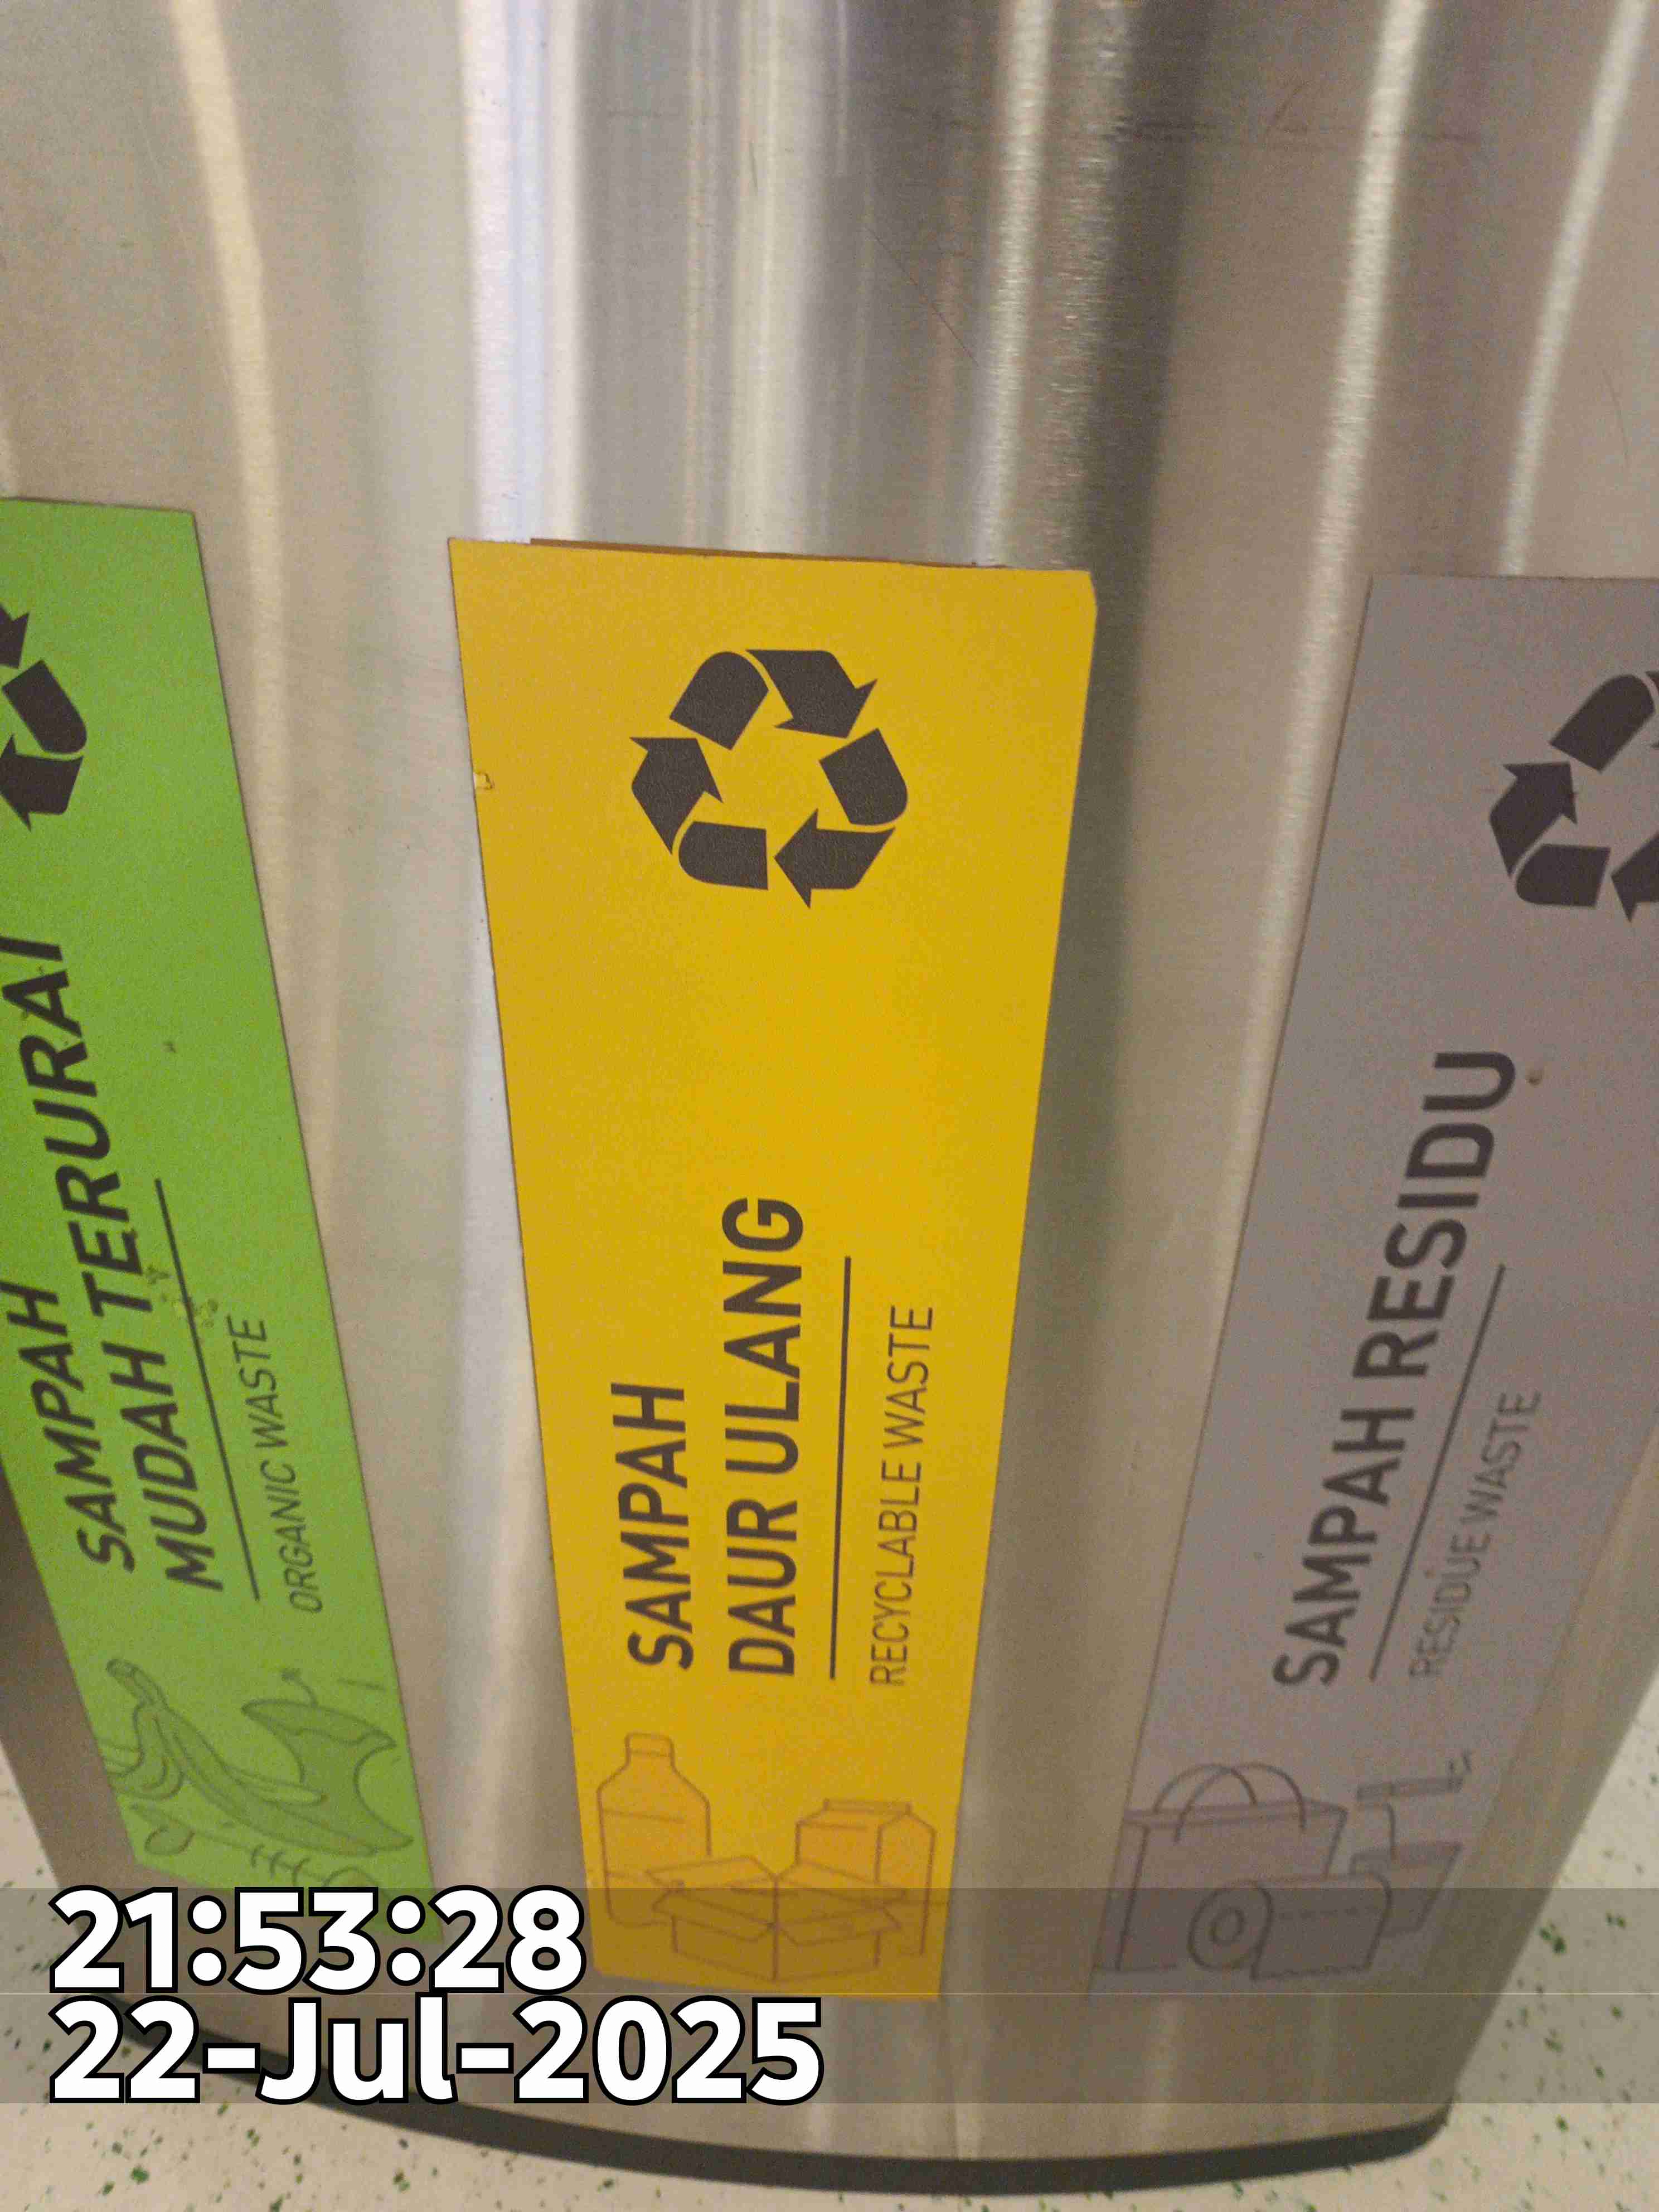 SAMPAH
MUDAH TERURAI
ORGANIC WASTE
SAMPAH
DAUR ULANG
RECYCLABLE WASTE
SAMPAH RESIDU
RESIDUE WASTE
21:53:28
22-Jul-2025